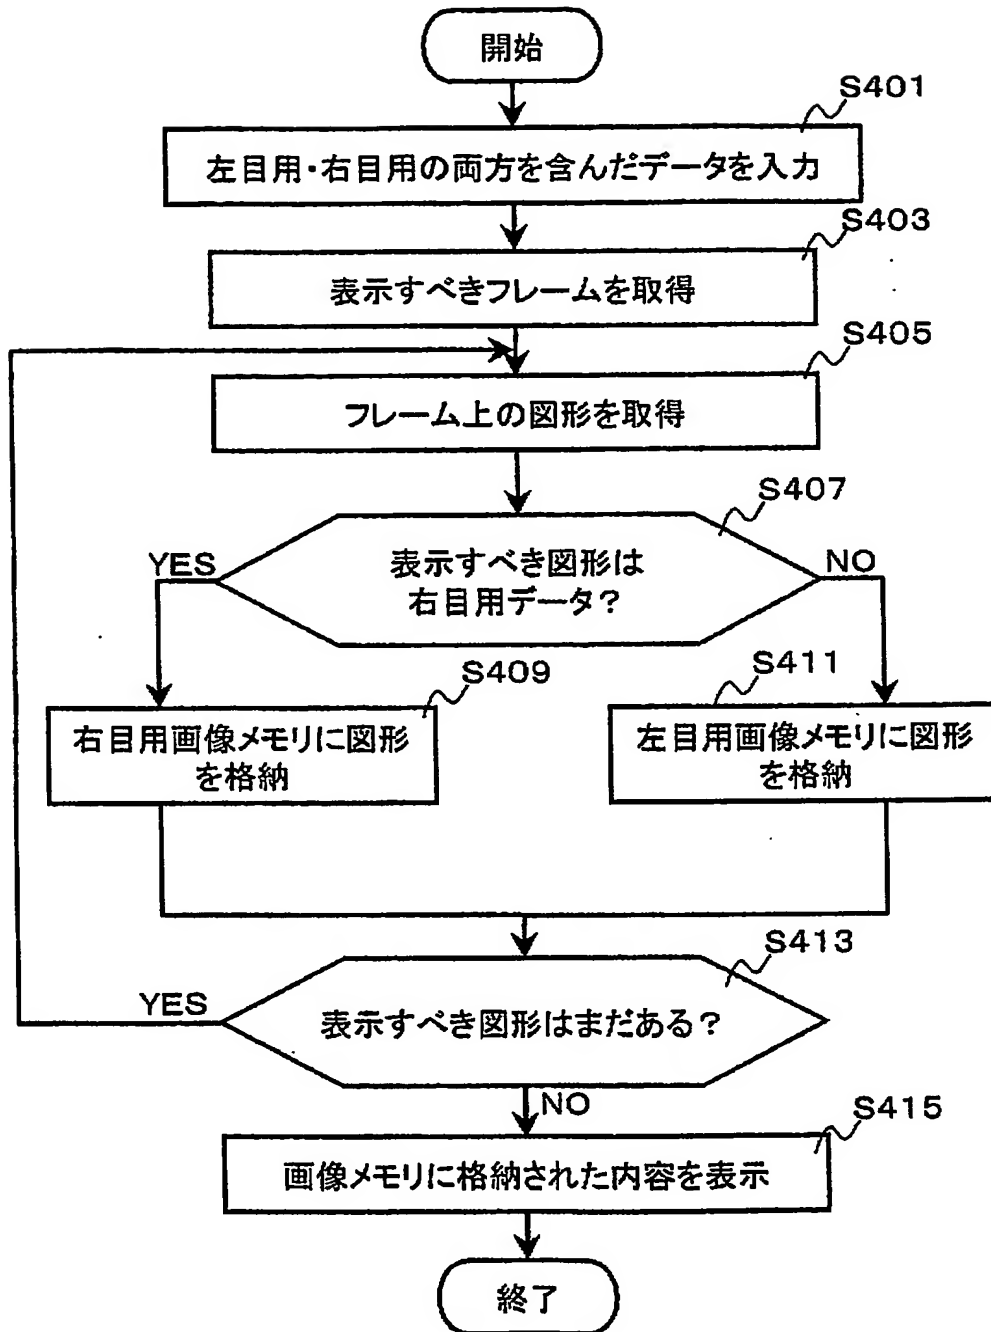 開始
S401
左目用・右目用の両方を含んだデータを入力
S403
表示すべきフレームを取得
S405
フレーム上の図形を取得
S407
表示すべき図形は
右目用データ?
YES
NO
S409
右目用画像メモリに図形
を格納
S411
左目用画像メモリに図形
を格納
S413
表示すべき図形はまだある?
YES
NO
S415
画像メモリに格納された内容を表示
終了